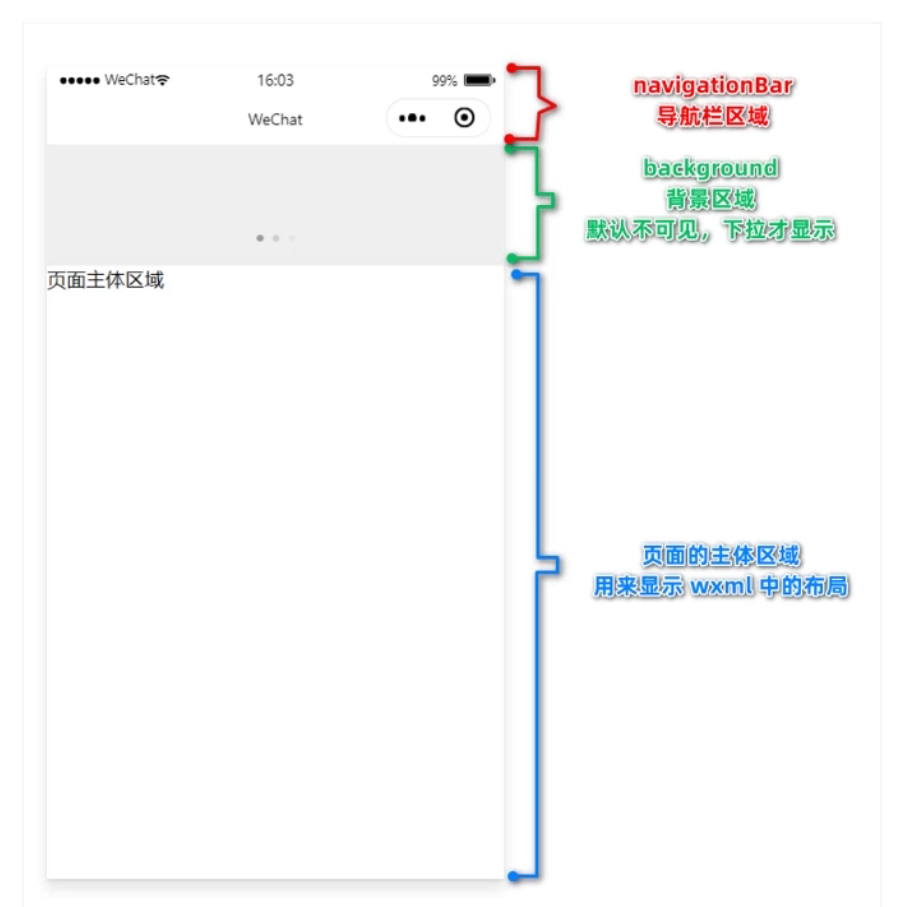 WeChat 16:03 99%
WeChat
页面主体区域
navigationBar
导航栏区域
background
背景区域
默认不可见，下拉才显示
页面的主体区域
用来显示 wxml 中的布局